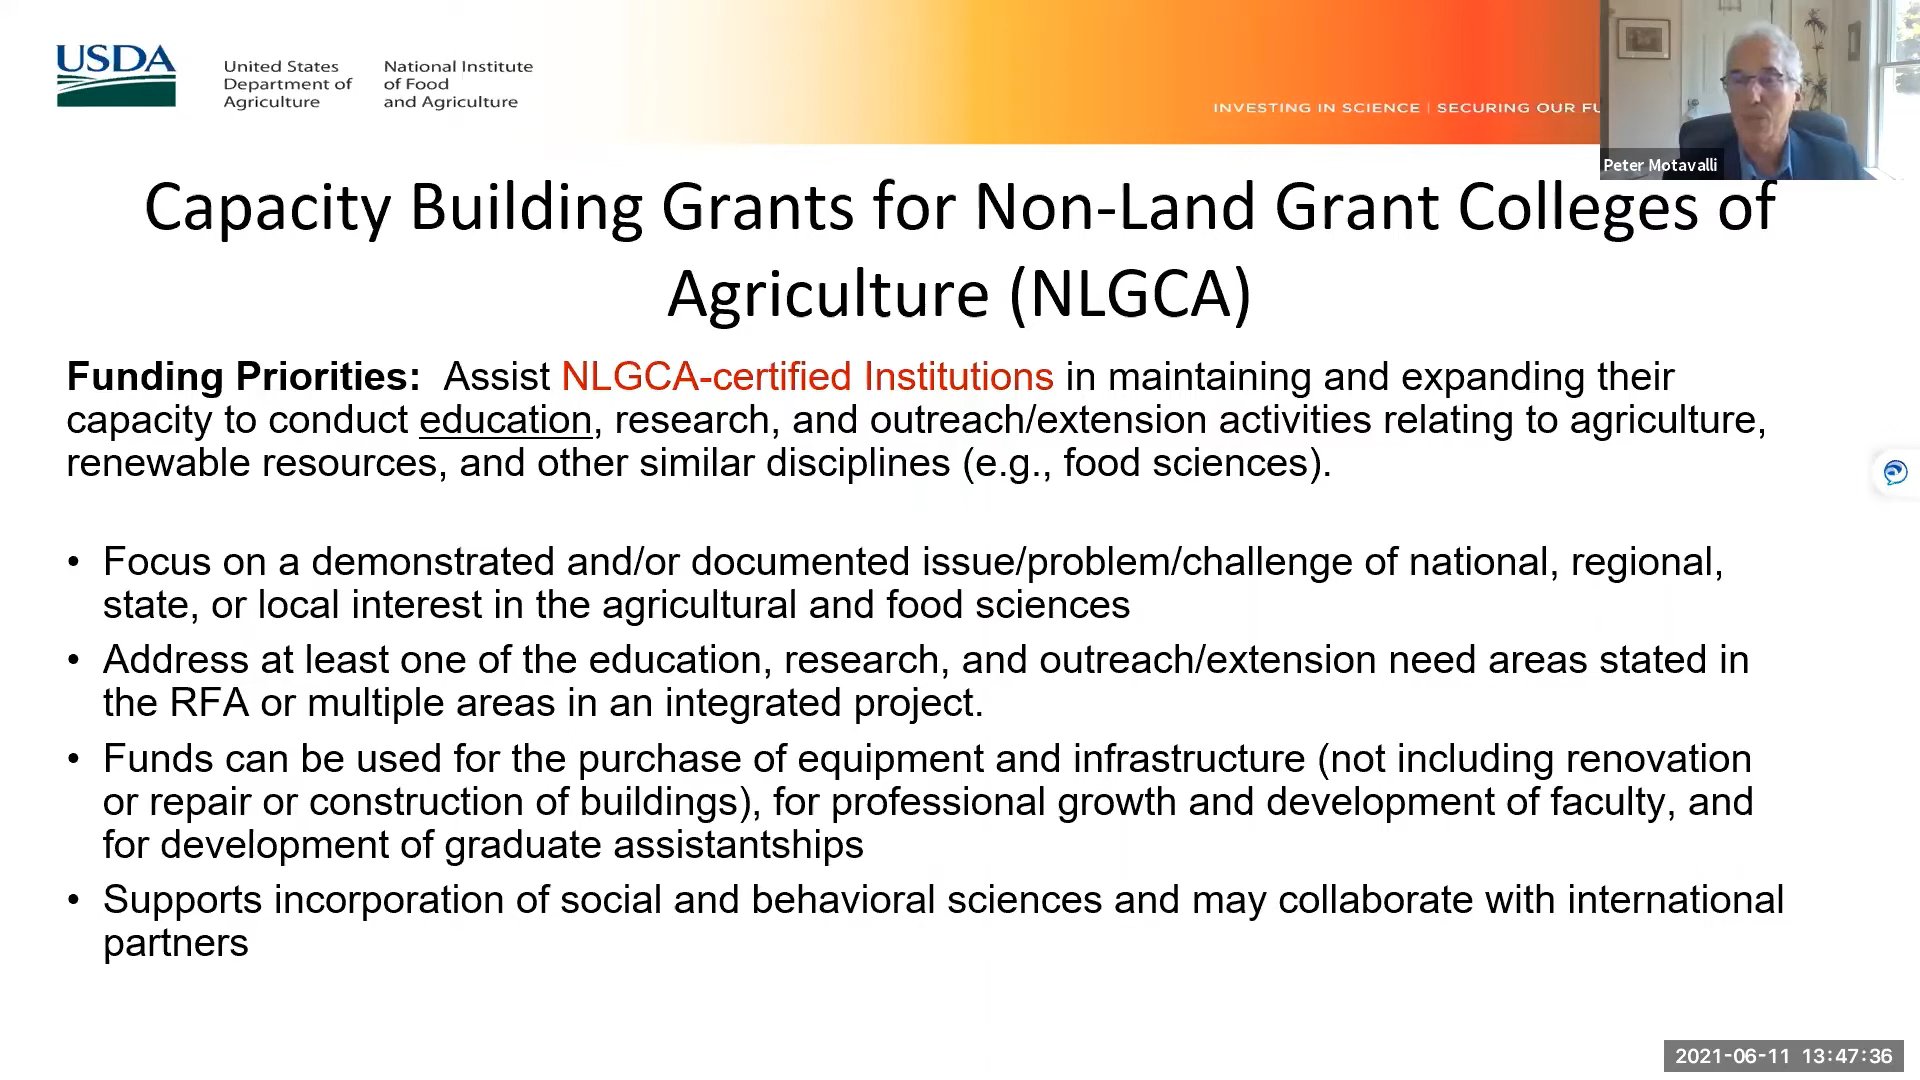 USDA
United States
Department of
Agriculture
National Institute
of Food
and Agriculture
INVESTING IN SCIENCE | SECURING OUR
Peter Motavalli
Capacity Building Grants for Non-Land Grant Colleges of
Agriculture (NLGCA)
Funding Priorities: Assist NLGCA-certified Institutions in maintaining and expanding their
capacity to conduct education, research, and outreach/extension activities relating to agriculture,
renewable resources, and other similar disciplines (e.g., food sciences).
• Focus on a demonstrated and/or documented issue/problem/challenge of national, regional,
state, or local interest in the agricultural and food sciences
• Address at least one of the education, research, and outreach/extension need areas stated in
the RFA or multiple areas in an integrated project.
• Funds can be used for the purchase of equipment and infrastructure (not including renovation
or repair or construction of buildings), for professional growth and development of faculty, and
for development of graduate assistantships
• Supports incorporation of social and behavioral sciences and may collaborate with international
partners
2021-06-11 13:47:36